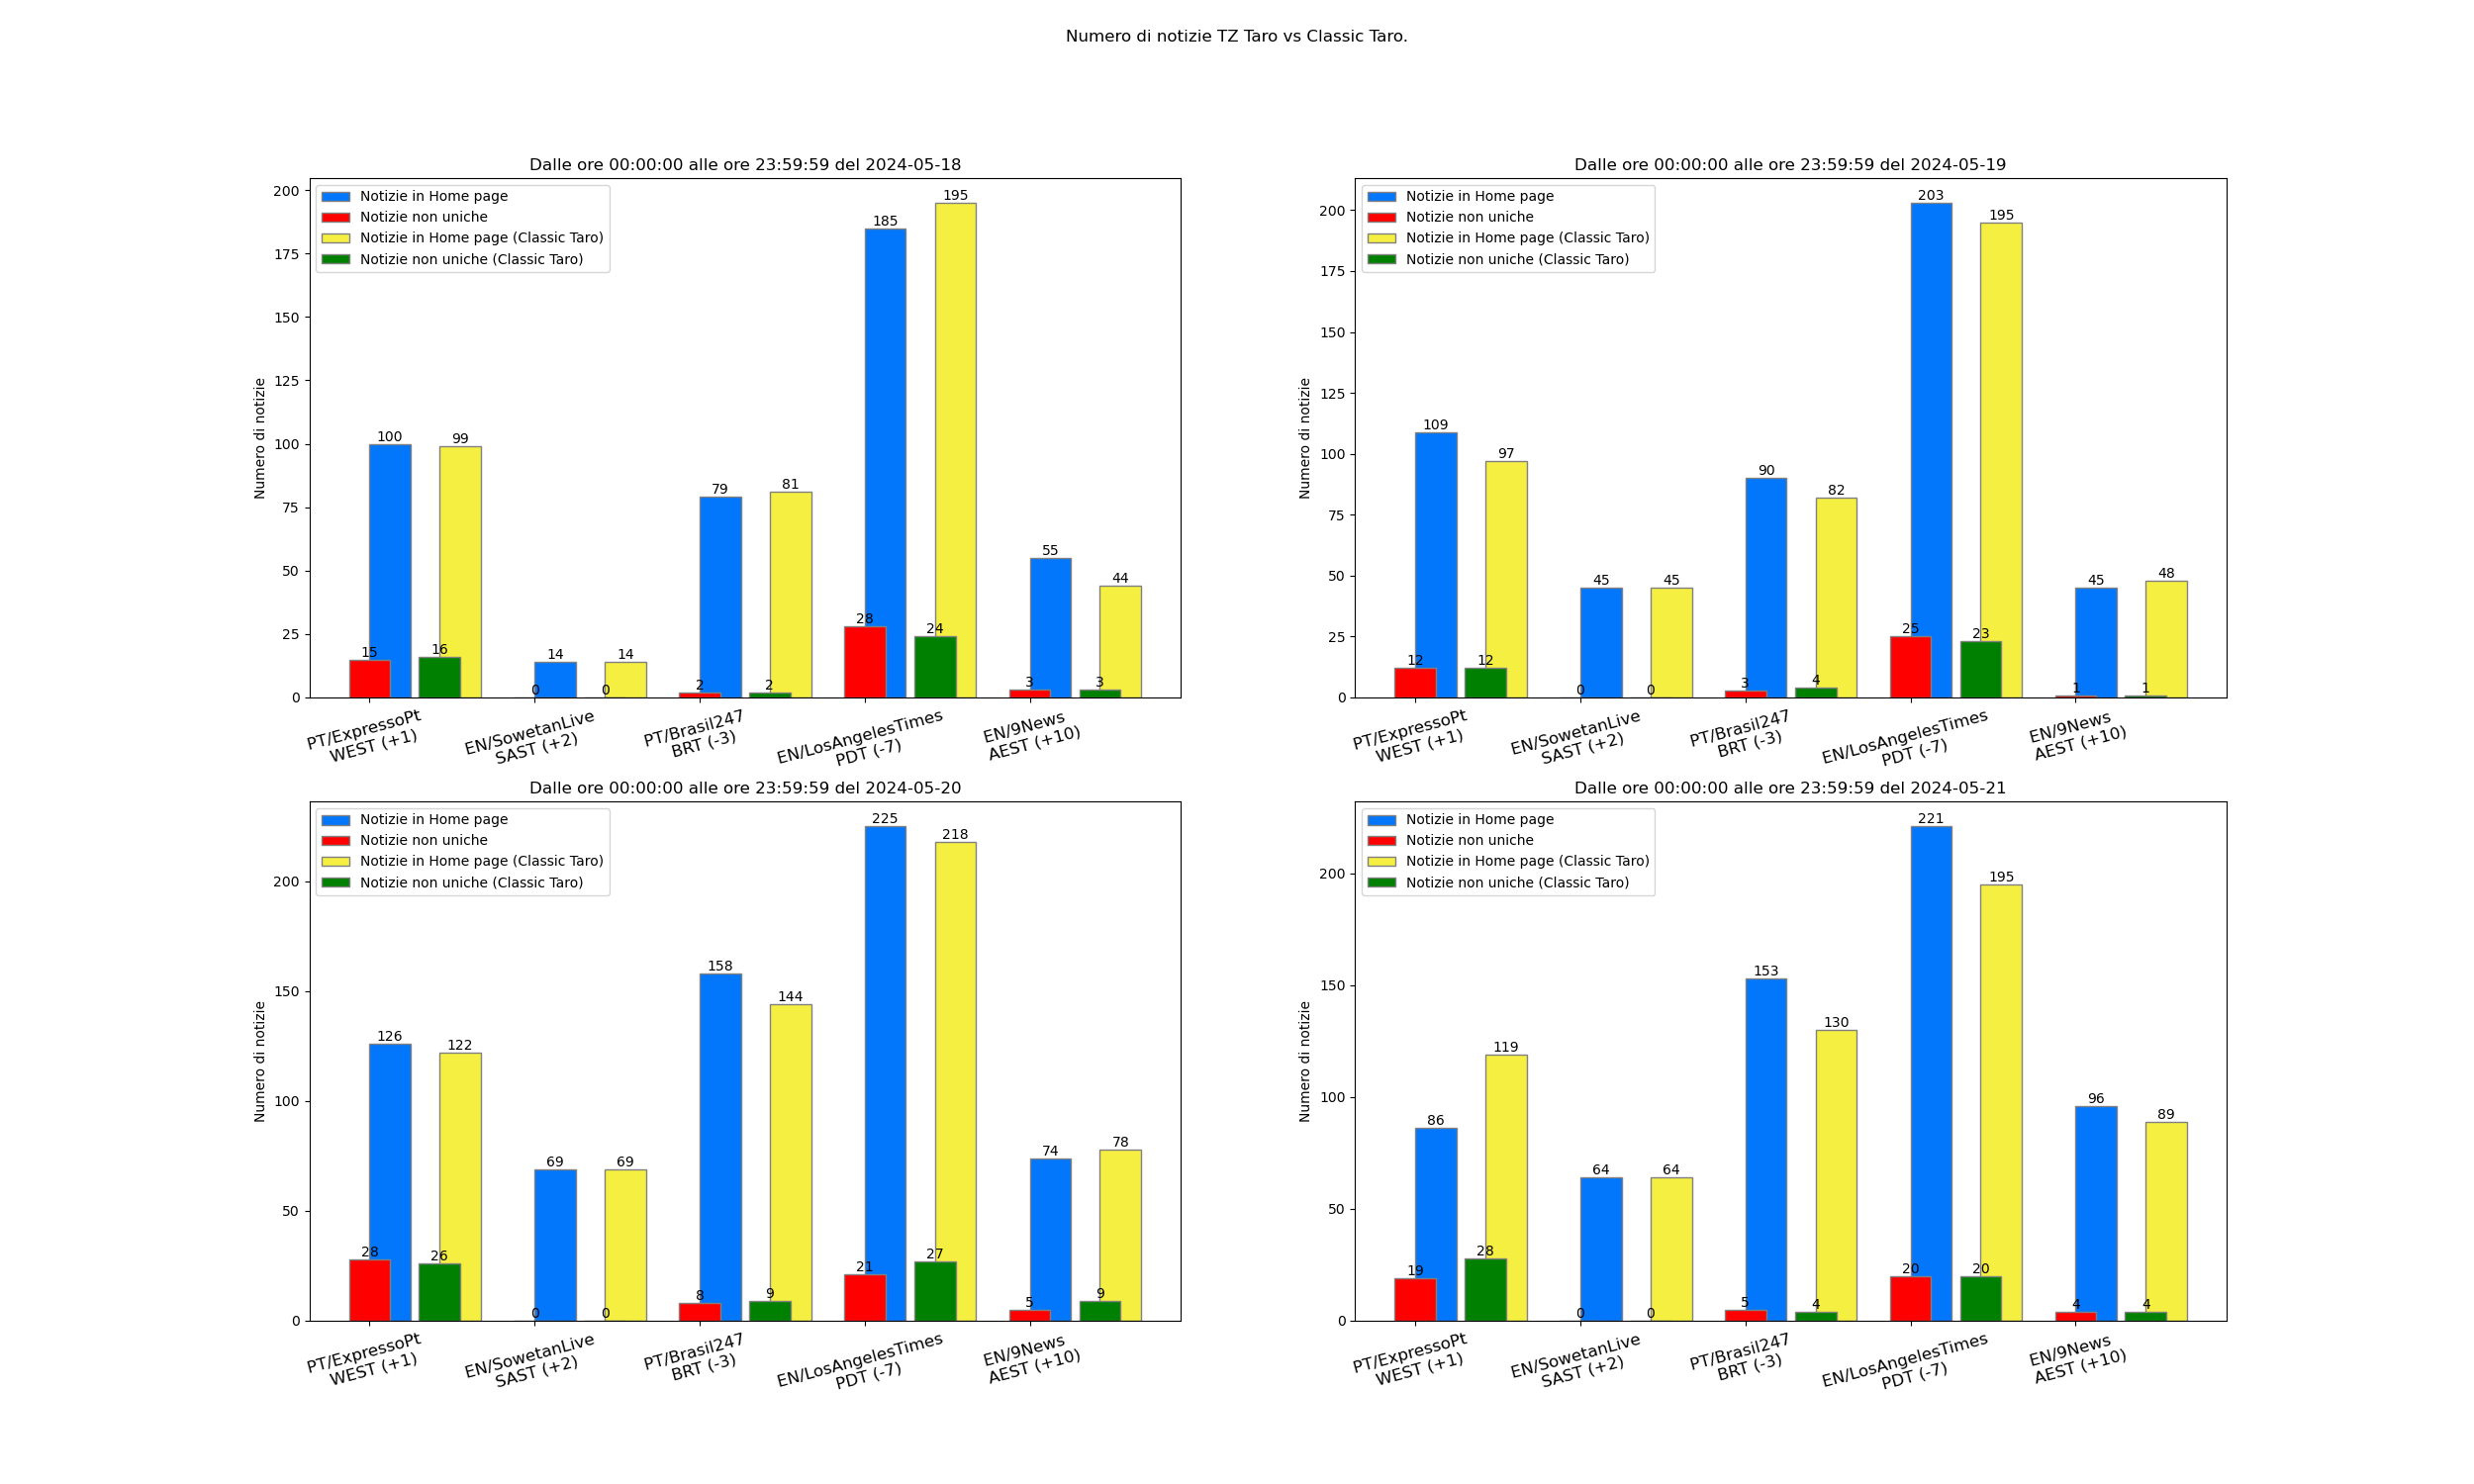 Numero di notizie TZ Taro vs Classic Taro.
Dalle ore 00:00:00 alle ore 23:59:59 del 2024-05-18
Numero di notizie
200
175
150
125
100
75
50
25
0
Notizie in Home page
Notizie non uniche
Notizie in Home page (Classic Taro)
Notizie non uniche (Classic Taro)
15
100
16
99
0
14
0
14
2
79
2
81
28
185
24
195
3
55
3
44
PT/ExpressoPt
WEST (+1)
EN/SowetanLive
SAST (+2)
PT/Brasil247
BRT (-3)
EN/LosAngelesTimes
PDT (-7)
EN/9News
AEST (+10)
Dalle ore 00:00:00 alle ore 23:59:59 del 2024-05-19
Numero di notizie
200
175
150
125
100
75
50
25
0
Notizie in Home page
Notizie non uniche
Notizie in Home page (Classic Taro)
Notizie non uniche (Classic Taro)
12
109
12
97
0
45
0
45
3
90
4
82
25
203
23
195
1
45
1
48
PT/ExpressoPt
WEST (+1)
EN/SowetanLive
SAST (+2)
PT/Brasil247
BRT (-3)
EN/LosAngelesTimes
PDT (-7)
EN/9News
AEST (+10)
Dalle ore 00:00:00 alle ore 23:59:59 del 2024-05-20
Numero di notizie
200
150
100
50
0
Notizie in Home page
Notizie non uniche
Notizie in Home page (Classic Taro)
Notizie non uniche (Classic Taro)
28
126
26
122
0
69
0
69
8
158
9
144
21
225
27
218
5
74
9
78
PT/ExpressoPt
WEST (+1)
EN/SowetanLive
SAST (+2)
PT/Brasil247
BRT (-3)
EN/LosAngelesTimes
PDT (-7)
EN/9News
AEST (+10)
Dalle ore 00:00:00 alle ore 23:59:59 del 2024-05-21
Numero di notizie
200
150
100
50
0
Notizie in Home page
Notizie non uniche
Notizie in Home page (Classic Taro)
Notizie non uniche (Classic Taro)
19
86
28
119
0
64
0
64
5
153
4
130
20
221
20
195
4
96
4
89
PT/ExpressoPt
WEST (+1)
EN/SowetanLive
SAST (+2)
PT/Brasil247
BRT (-3)
EN/LosAngelesTimes
PDT (-7)
EN/9News
AEST (+10)